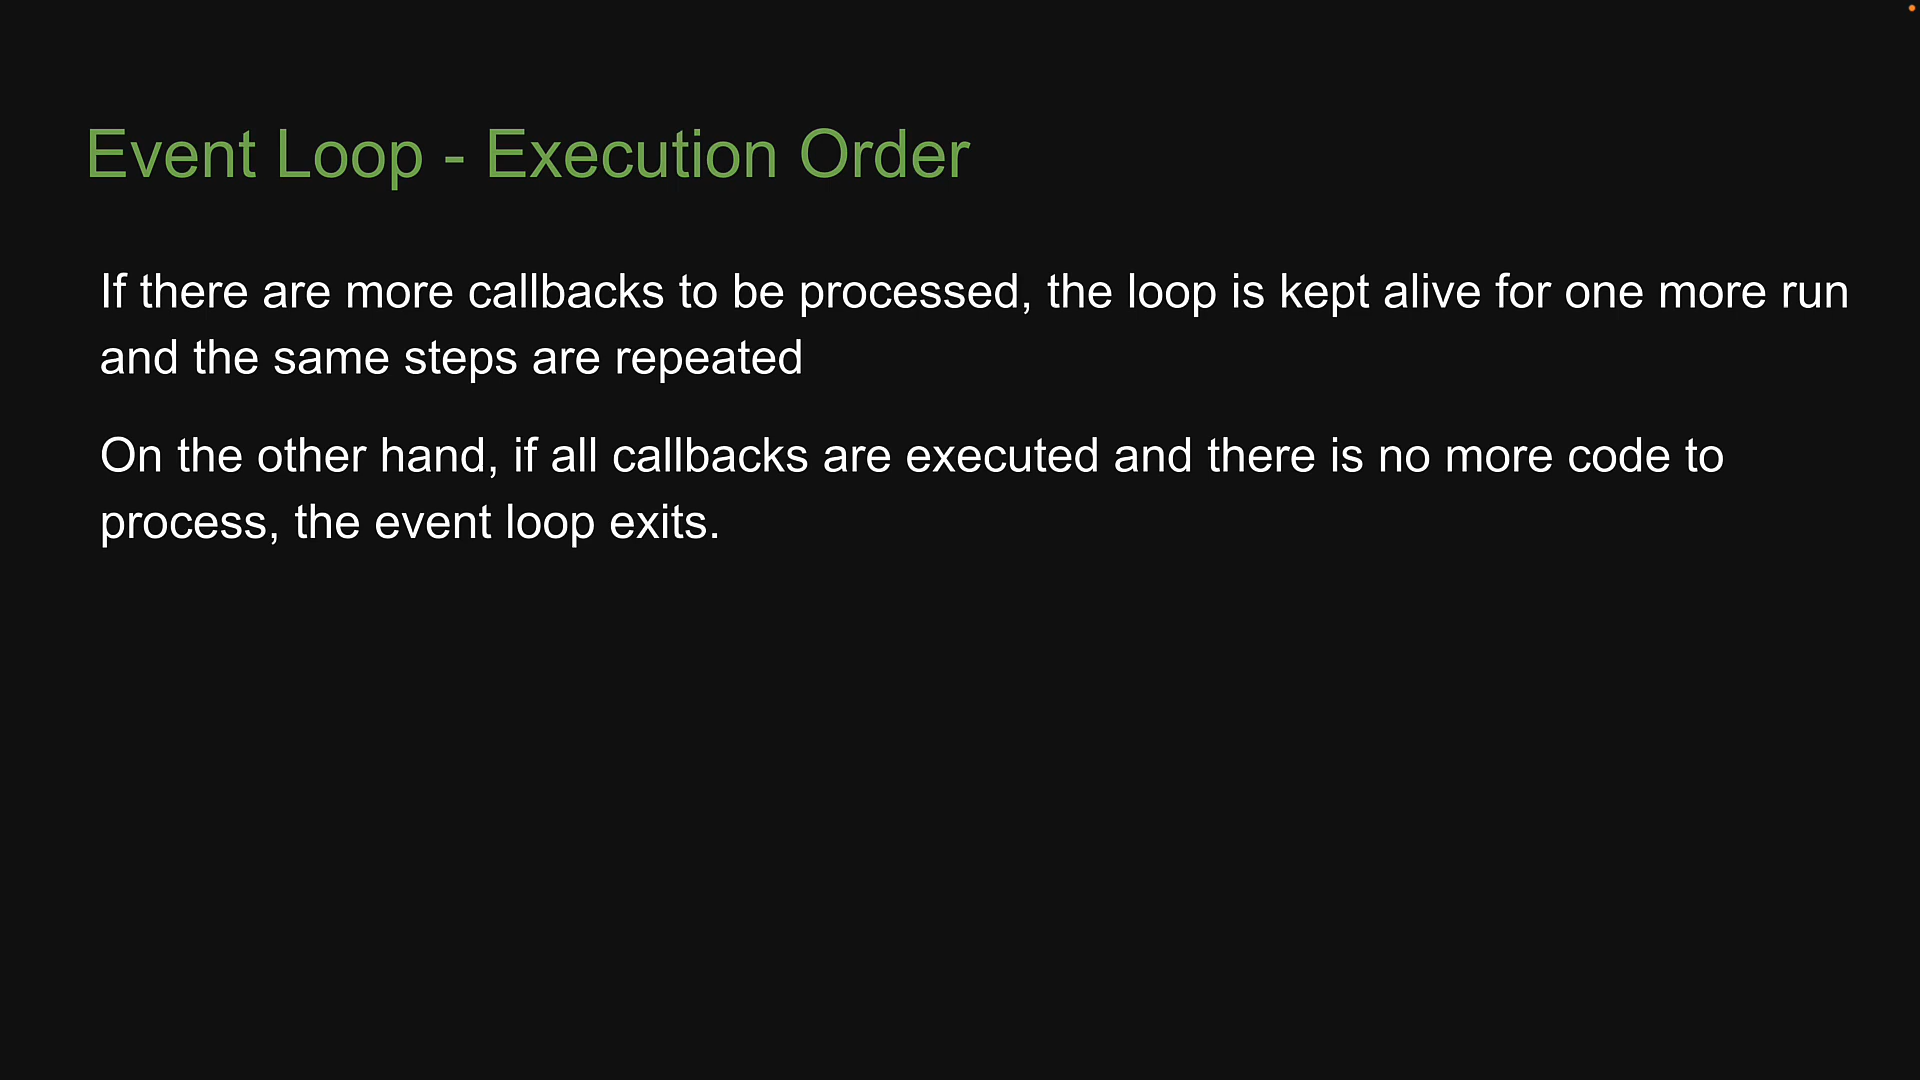 Event Loop - Execution Order
If there are more callbacks to be processed, the loop is kept alive for one more run
and the same steps are repeated
On the other hand, if all callbacks are executed and there is no more code to
process, the event loop exits.